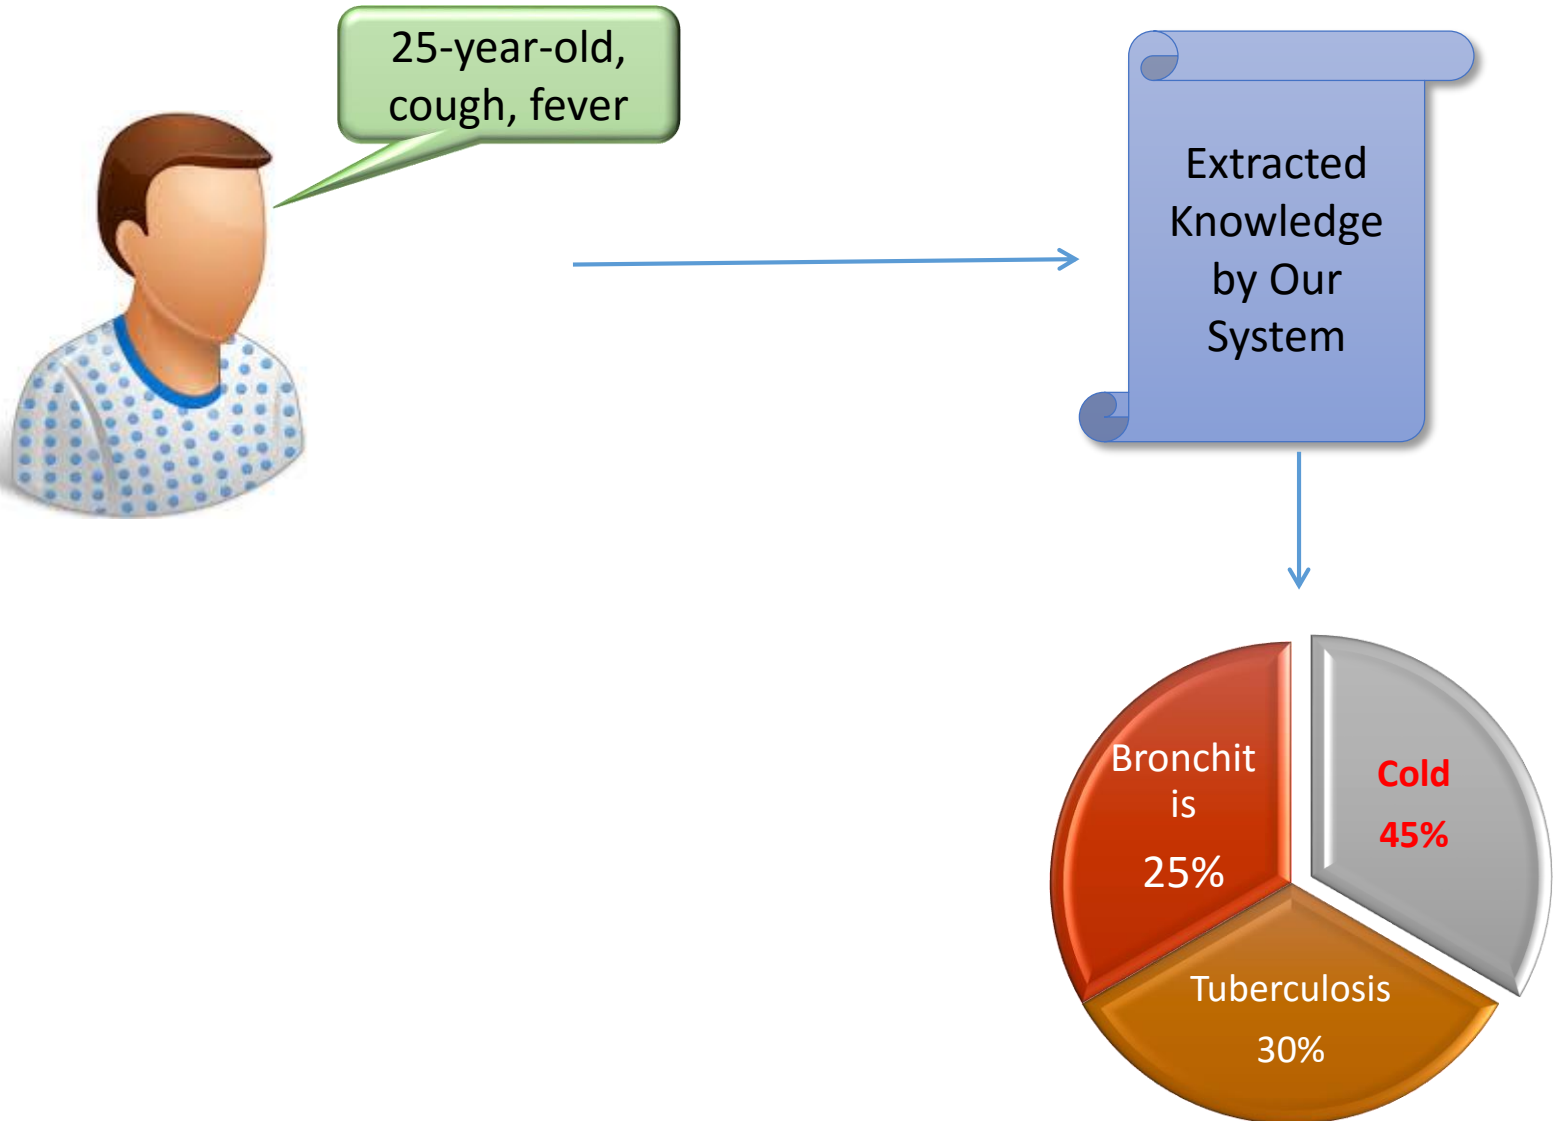 25-year-old,
cough, fever
Extracted
Knowledge
by Our
System
Bronchit
is
25%
Cold
45%
Tuberculosis
30%